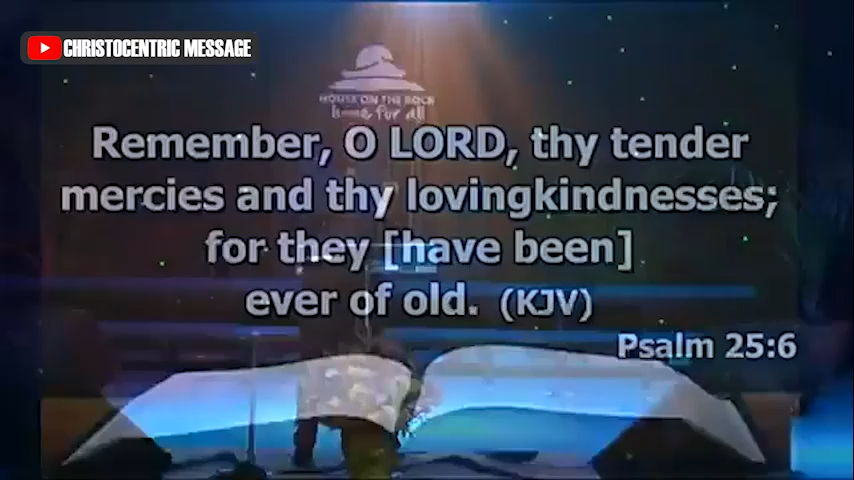 CHRISTOCENTRIC MESSAGE
HOUSE ON THE ROCK
home for all
Remember, O LORD, thy tender
mercies and thy lovingkindnesses;
for they [have been]
ever of old. (KJV)
Psalm 25:6